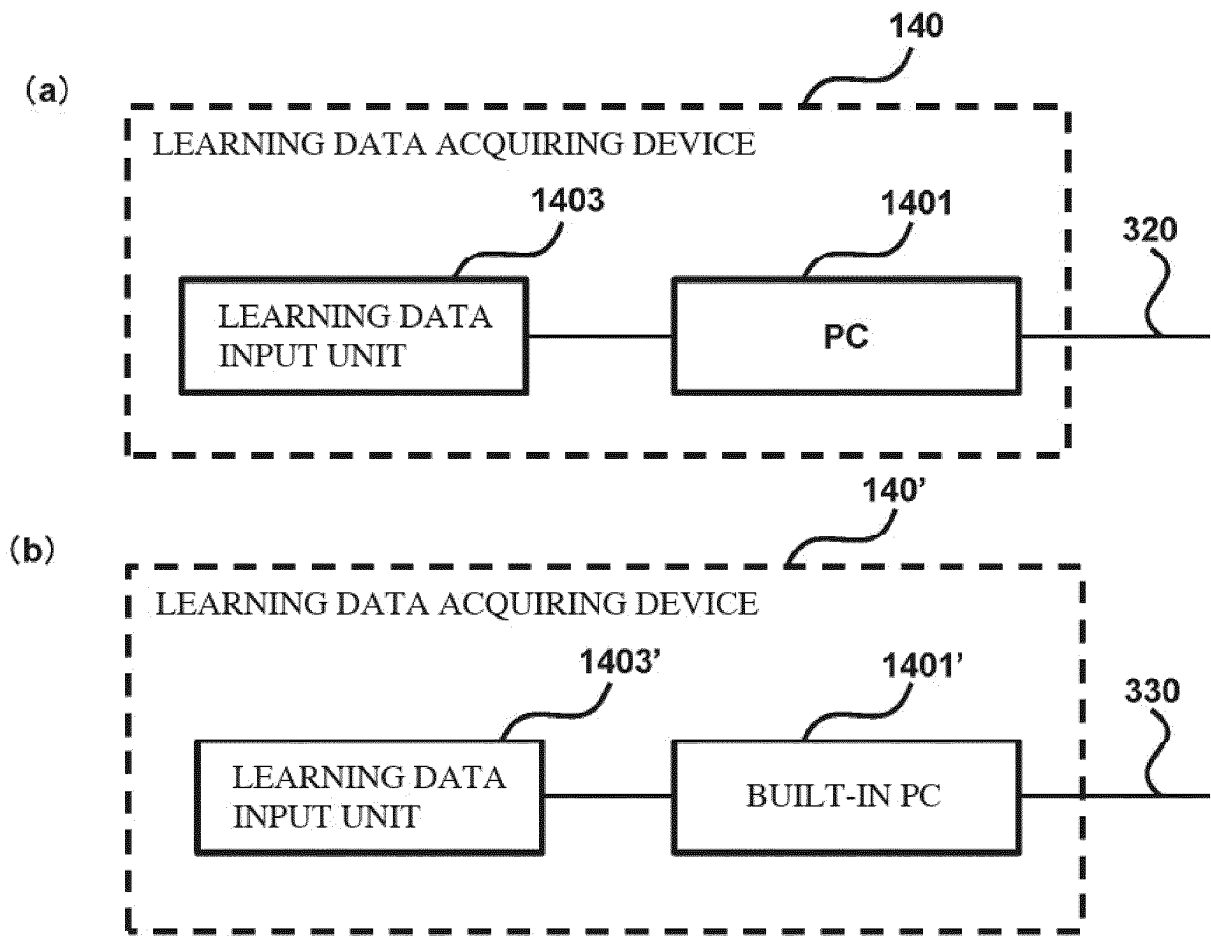 140
(a)
LEARNING DATA ACQUIRING DEVICE
1403
1401
320
LEARNING DATA
INPUT UNIT
PC
140’
(b)
LEARNING DATA ACQUIRING DEVICE
1403’
1401’
330
LEARNING DATA
INPUT UNIT
BUILT-IN PC